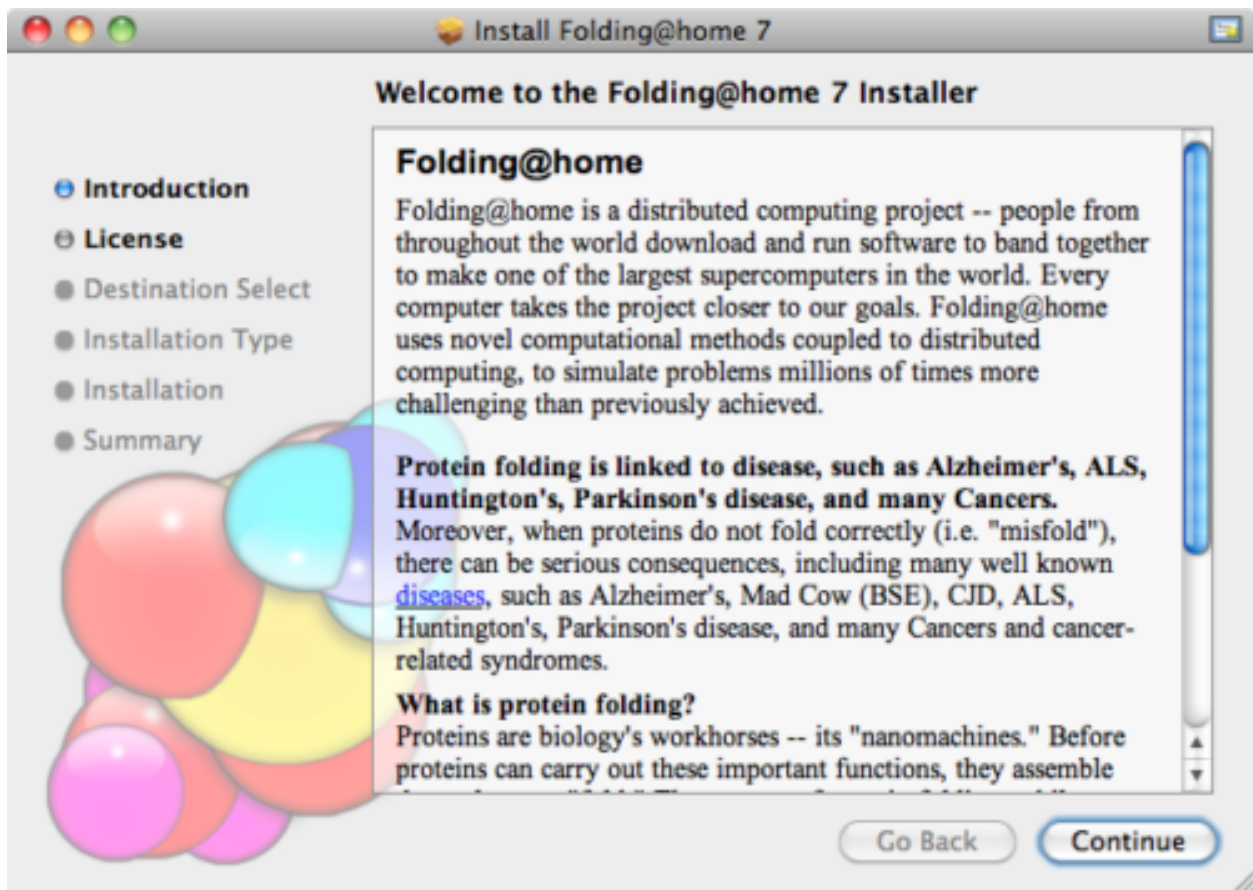 Install Folding@home 7
Welcome to the Folding@home 7 Installer
Introduction
License
Destination Select
Installation Type
Installation
Summary
Folding@home
Folding@home is a distributed computing project -- people from
throughout the world download and run software to band together
to make one of the largest supercomputers in the world. Every
computer takes the project closer to our goals. Folding@home
uses novel computational methods coupled to distributed
computing, to simulate problems millions of times more
challenging than previously achieved.
Protein folding is linked to disease, such as Alzheimer's, ALS,
Huntington's, Parkinson's disease, and many Cancers.
Moreover, when proteins do not fold correctly (i.e. "misfold"),
there can be serious consequences, including many well known
diseases, such as Alzheimer's, Mad Cow (BSE), CJD, ALS,
Huntington's, Parkinson's disease, and many Cancers and cancer-
related syndromes.
What is protein folding?
Proteins are biology's workhorses -- its "nanomachines." Before
proteins can carry out these important functions, they assemble
Go Back
Continue